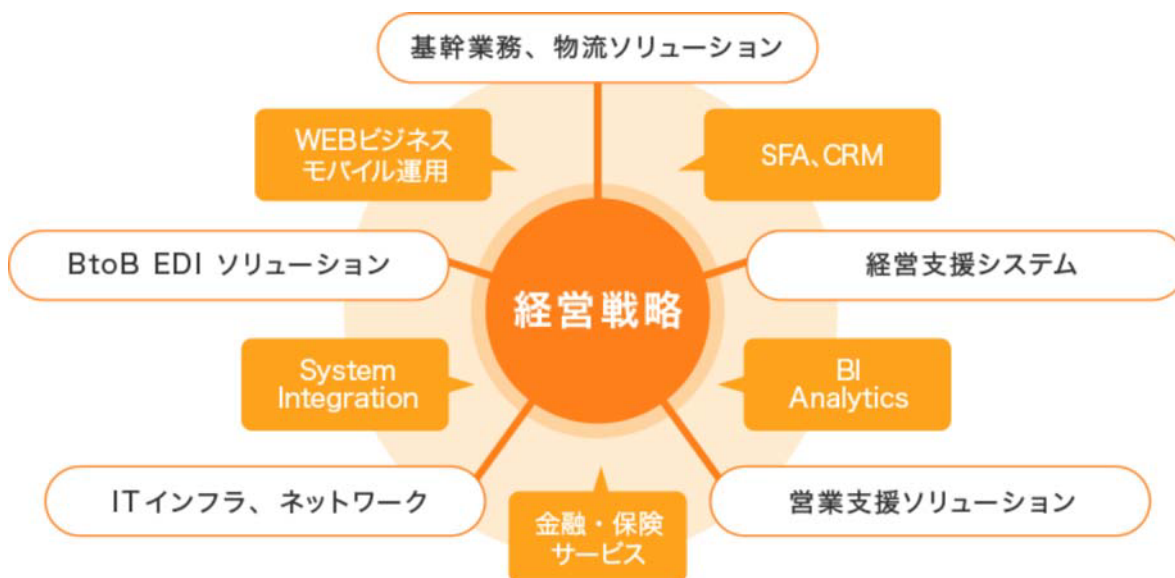 基幹業務、物流ソリューション
WEBビジネス
モバイル運用
SFA、CRM
BtoB EDI ソリューション
経営支援システム
経営戦略
System
Integration
BI
Analytics
ITインフラ、ネットワーク
営業支援ソリューション
金融・保険
サービス